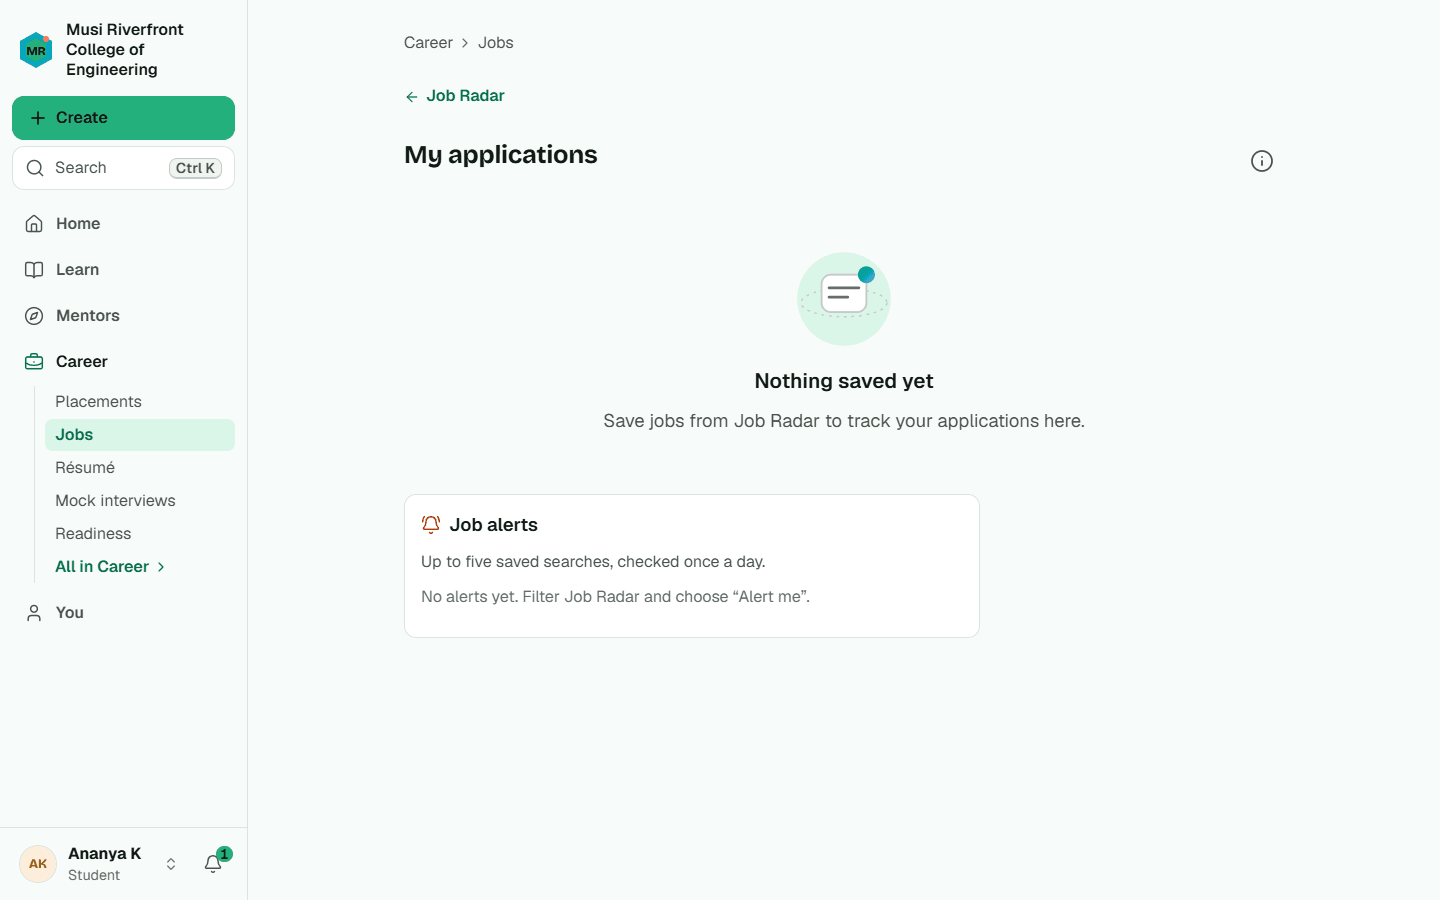 MR
Musi Riverfront
College of
Engineering
Create
Search
Ctrl K
Home
Learn
Mentors
Career
Placements
Jobs
Résumé
Mock interviews
Readiness
All in Career
You
AK
Ananya K
Student
1
Career
Jobs
Job Radar
My applications
Nothing saved yet
Save jobs from Job Radar to track your applications here.
Job alerts
Up to five saved searches, checked once a day.
No alerts yet. Filter Job Radar and choose “Alert me”.